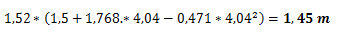 1,52 * (1,5 + 1,768.* 4,04 − 0,471 * 4,04²) = 1,45 m